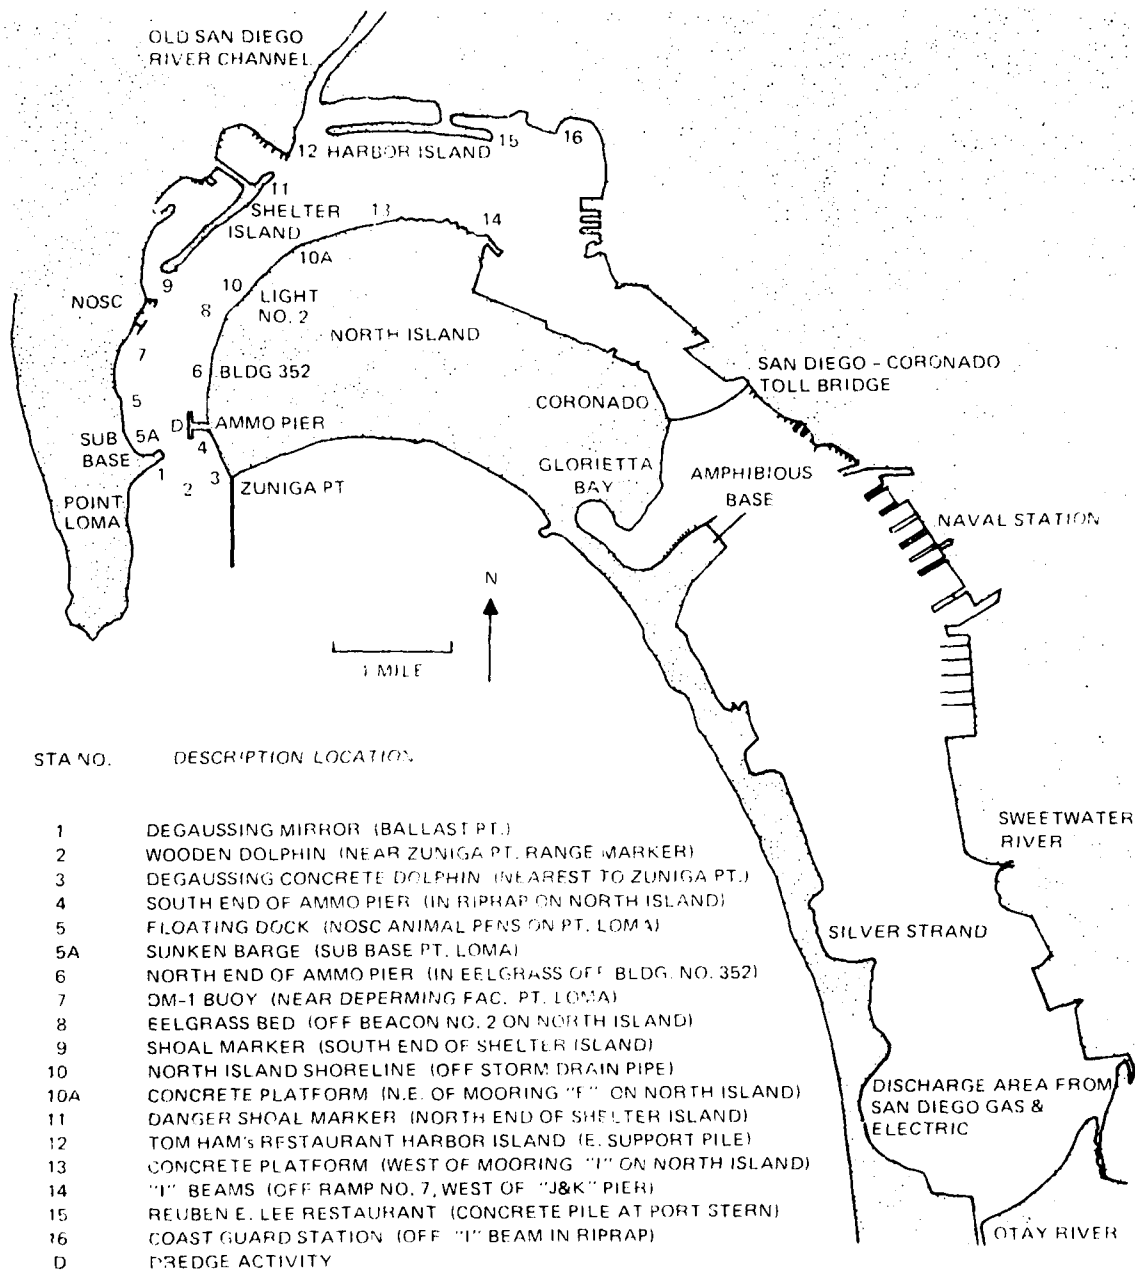 OLD SAN DIEGO
RIVER CHANNEL
12 HARBOR ISLAND
15
16
11
SHELTER
ISLAND
13
14
10A
9
10
NOSC
8
LIGHT
NO. 2
NORTH ISLAND
7
6 BLDG 352
SAN DIEGO - CORONADO
TOLL BRIDGE
5
CORONADO
D
AMMO PIER
SUB
BASE
5A
4
1
2
3
ZUNIGA PT
GLORIETTA
BAY
AMPHIBIOUS
BASE
POINT
LOMA
NAVAL STATION
N
1 MILE
STA NO. DESCRIPTION LOCATION
1 DEGAUSSING MIRROR (BALLAST PT.)
2 WOODEN DOLPHIN (NEAR ZUNIGA PT. RANGE MARKER)
3 DEGAUSSING CONCRETE DOLPHIN (NEAREST TO ZUNIGA PT.)
4 SOUTH END OF AMMO PIER (IN RIPRAP ON NORTH ISLAND)
5 FLOATING DOCK (NOSC ANIMAL PENS ON PT. LOMA)
5A SUNKEN BARGE (SUB BASE PT. LOMA)
6 NORTH END OF AMMO PIER (IN EELGRASS OFF BLDG. NO. 352)
7 DM-1 BUOY (NEAR DEPERMING FAC. PT. LOMA)
8 EELGRASS BED (OFF BEACON NO. 2 ON NORTH ISLAND)
9 SHOAL MARKER (SOUTH END OF SHELTER ISLAND)
10 NORTH ISLAND SHORELINE (OFF STORM DRAIN PIPE)
10A CONCRETE PLATFORM (N.E. OF MOORING "F" ON NORTH ISLAND)
11 DANGER SHOAL MARKER (NORTH END OF SHELTER ISLAND)
12 TOM HAM's RESTAURANT HARBOR ISLAND (E. SUPPORT PILE)
13 CONCRETE PLATFORM (WEST OF MOORING "I" ON NORTH ISLAND)
14 "I" BEAMS (OFF RAMP NO. 7, WEST OF "J&K" PIER)
15 REUBEN E. LEE RESTAURANT (CONCRETE PILE AT PORT STERN)
16 COAST GUARD STATION (OFF "I" BEAM IN RIPRAP)
D DREDGE ACTIVITY
SWEETWATER
RIVER
SILVER STRAND
DISCHARGE AREA FROM
SAN DIEGO GAS &
ELECTRIC
OTAY RIVER